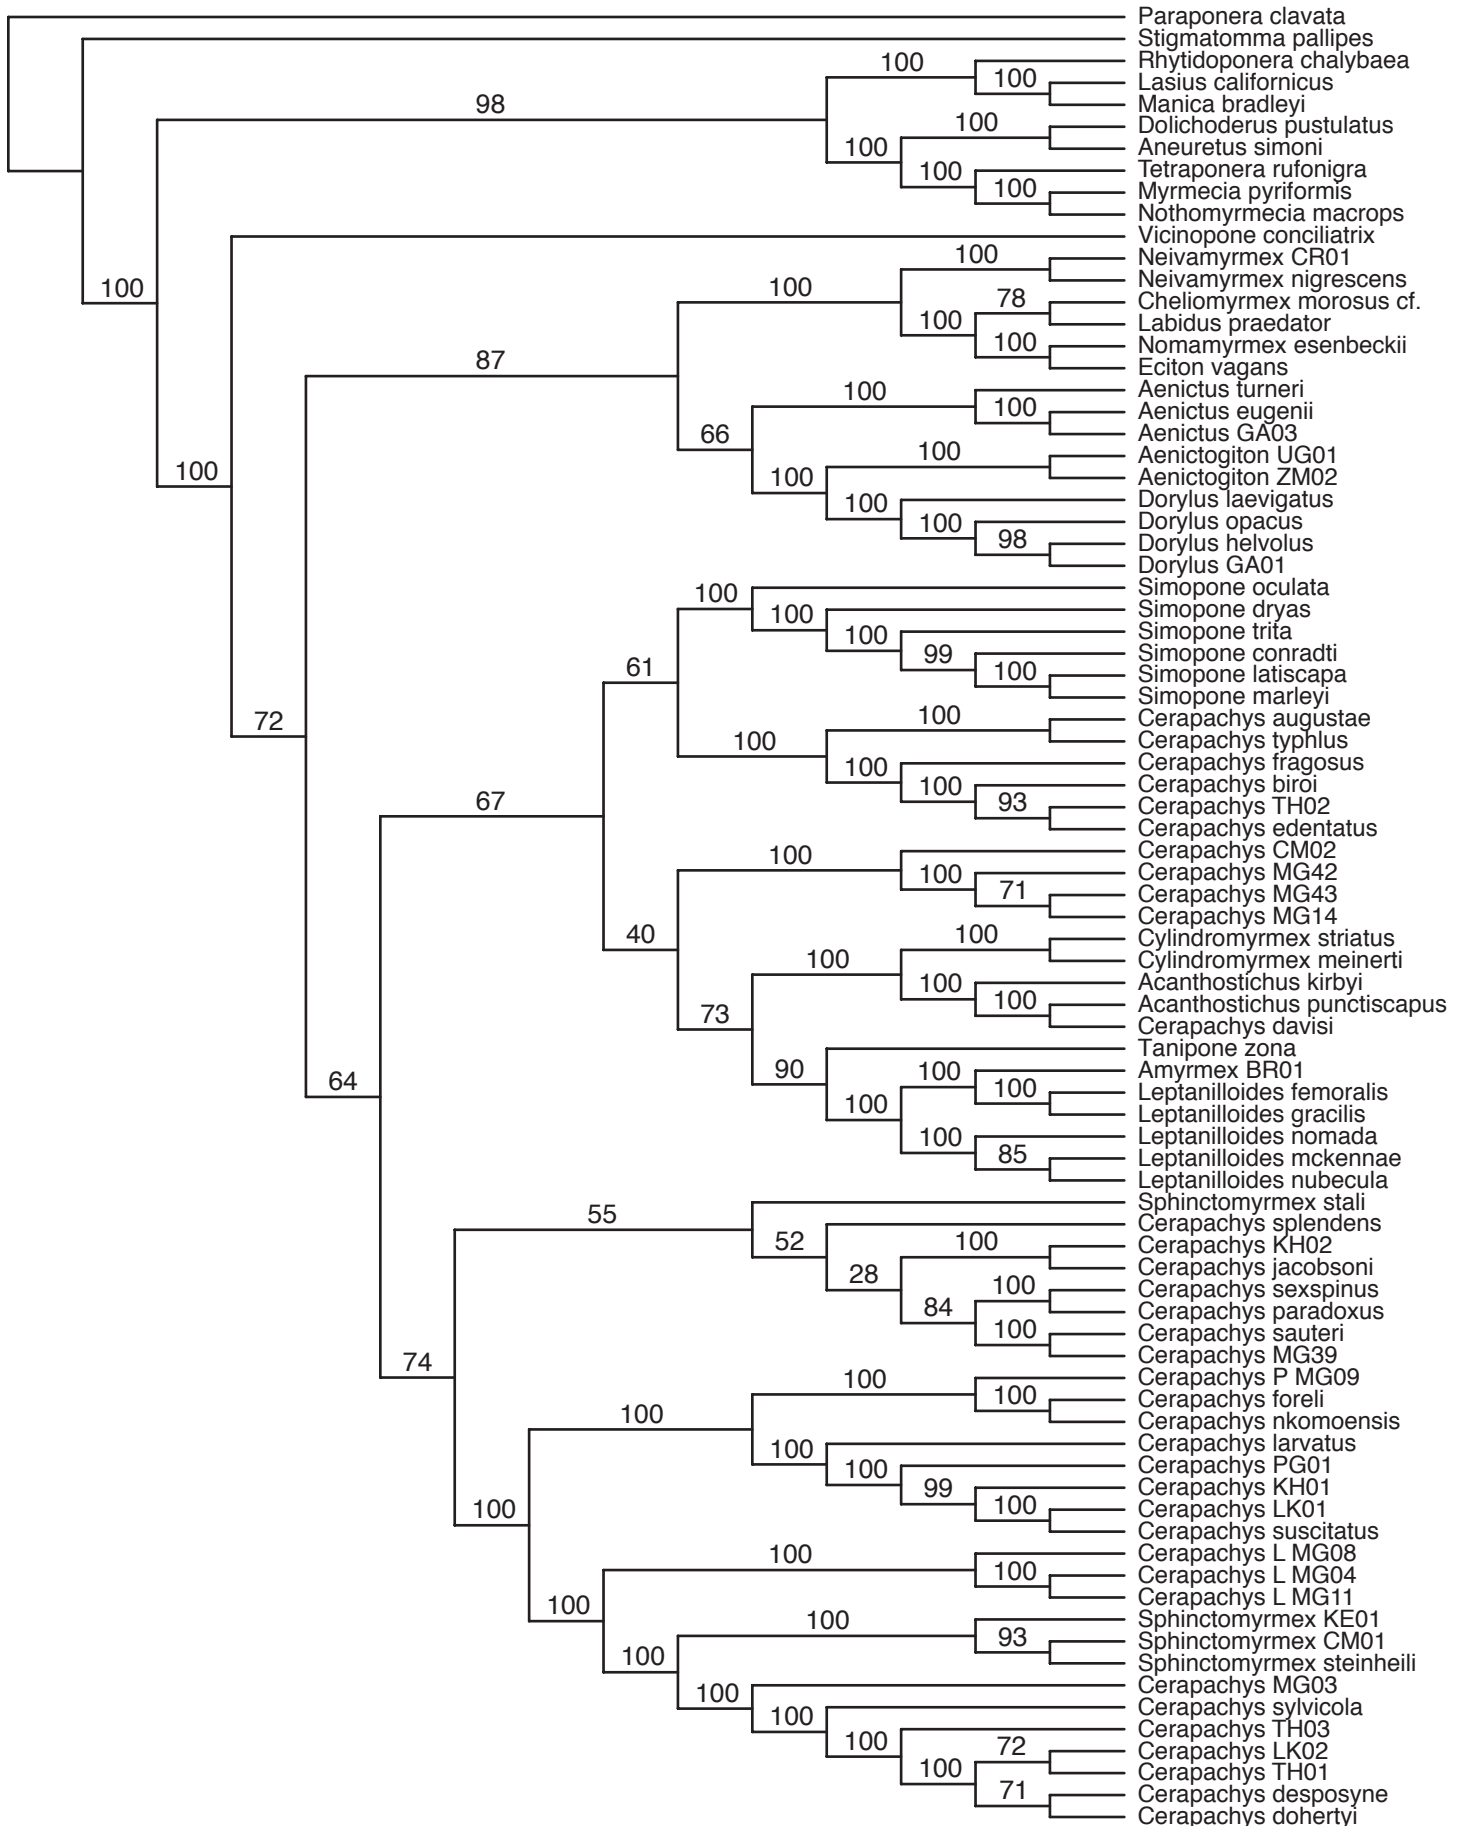 Paraponera clavata
Stigmatomma pallipes
100 Rhytidoponera chalybaea
100 Lasius californicus
98 Manica bradleyi
100 Dolichoderus pustulatus
100 Aneuretus simoni
100 Tetraponera rufonigra
100 Myrmecia pyriformis
Nothomyrmecia macrops
Vicinopone conciliatrix
100 Neivamyrmex CR01
100 100 Neivamyrmex nigrescens
78 Cheliomyrmex morosus cf.
100 Labidus praedator
100 Nomamyrmex esenbeckii
87 Eciton vagans
100 Aenictus turneri
100 Aenictus eugenii
66 Aenictus GA03
100 Aenictogiton UG01
100 100 Aenictogiton ZM02
100 Dorylus laevigatus
100 Dorylus opacus
98 Dorylus helvolus
Dorylus GA01
100 Simopone oculata
100 Simopone dryas
100 Simopone trita
99 Simopone conradti
61 100 Simopone latiscapa
Simopone marleyi
72 100 Cerapachys augustae
100 Cerapachys typhlus
100 Cerapachys fragosus
100 Cerapachys biroi
67 93 Cerapachys TH02
Cerapachys edentatus
100 Cerapachys CM02
100 Cerapachys MG42
71 Cerapachys MG43
Cerapachys MG14
40 100 Cylindromyrmex striatus
100 Cylindromyrmex meinerti
100 Acanthostichus kirbyi
100 Acanthostichus punctiscapus
73 Cerapachys davisi
Tanipone zona
64 90 100 Amyrmex BR01
100 Leptanilloides femoralis
100 Leptanilloides gracilis
100 Leptanilloides nomada
85 Leptanilloides mckennae
Leptanilloides nubecula
55 Sphinctomyrmex stali
52 Cerapachys splendens
100 Cerapachys KH02
28 Cerapachys jacobsoni
100 Cerapachys sexspinus
84 Cerapachys paradoxus
100 Cerapachys sauteri
74 Cerapachys MG39
100 Cerapachys P MG09
100 Cerapachys foreli
100 Cerapachys nkomoensis
100 Cerapachys larvatus
100 Cerapachys PG01
99 Cerapachys KH01
100 100 Cerapachys LK01
Cerapachys suscitatus
100 Cerapachys L MG08
100 Cerapachys L MG04
100 Cerapachys L MG11
100 Sphinctomyrmex KE01
93 Sphinctomyrmex CM01
100 Sphinctomyrmex steinheili
100 Cerapachys MG03
100 Cerapachys sylvicola
100 Cerapachys TH03
72 Cerapachys LK02
100 Cerapachys TH01
71 Cerapachys desposyne
Cerapachys dohertyi